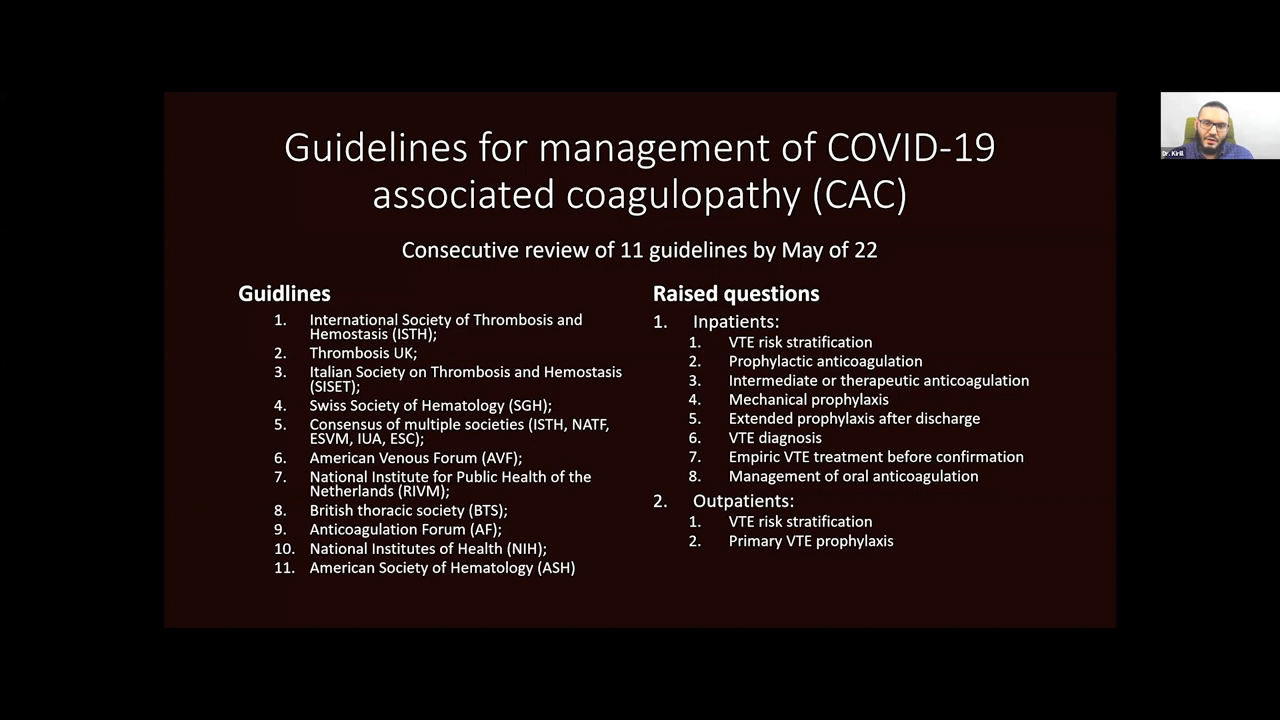 Guidelines for management of COVID-19
associated coagulopathy (CAC)
Consecutive review of 11 guidelines by May of 22
Guidlines
1. International Society of Thrombosis and
Hemostasis (ISTH);
2. Thrombosis UK;
3. Italian Society on Thrombosis and Hemostasis
(SISET);
4. Swiss Society of Hematology (SGH);
5. Consensus of multiple societies (ISTH, NATF,
ESVM, IUA, ESC);
6. American Venous Forum (AVF);
7. National Institute for Public Health of the
Netherlands (RIVM);
8. British thoracic society (BTS);
9. Anticoagulation Forum (AF);
10. National Institutes of Health (NIH);
11. American Society of Hematology (ASH)
Raised questions
1. Inpatients:
1. VTE risk stratification
2. Prophylactic anticoagulation
3. Intermediate or therapeutic anticoagulation
4. Mechanical prophylaxis
5. Extended prophylaxis after discharge
6. VTE diagnosis
7. Empiric VTE treatment before confirmation
8. Management of oral anticoagulation
2. Outpatients:
1. VTE risk stratification
2. Primary VTE prophylaxis
Dr. Kirill